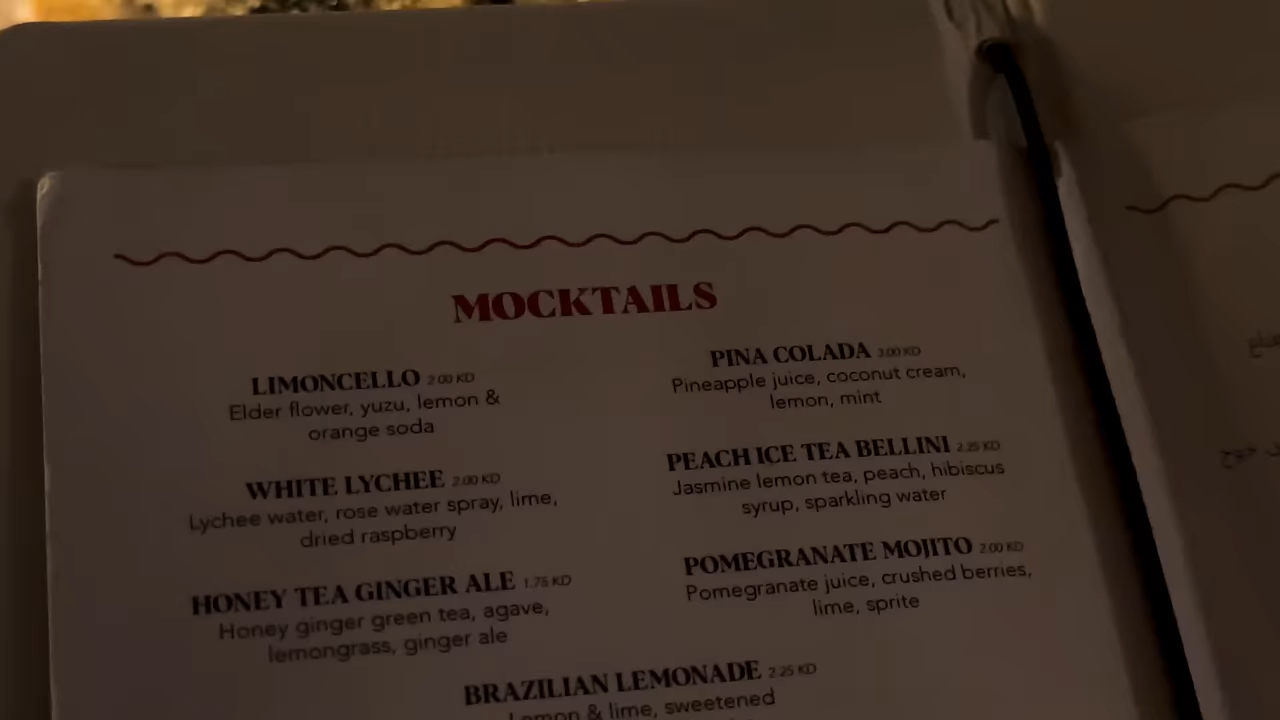 MOCKTAILS
LIMONCELLO 2.00 KD
Elder flower, yuzu, lemon &
orange soda
WHITE LYCHEE 2.00 KD
Lychee water, rose water spray, lime,
dried raspberry
HONEY TEA GINGER ALE 1.75 KD
Honey ginger green tea, agave,
lemongrass, ginger ale
PINA COLADA 3.00 KD
Pineapple juice, coconut cream,
lemon, mint
PEACH ICE TEA BELLINI 2.25 KD
Jasmine lemon tea, peach, hibiscus
syrup, sparkling water
POMEGRANATE MOJITO 2.00 KD
Pomegranate juice, crushed berries,
lime, sprite
BRAZILIAN LEMONADE 2.25 KD
Lemon & lime, sweetened